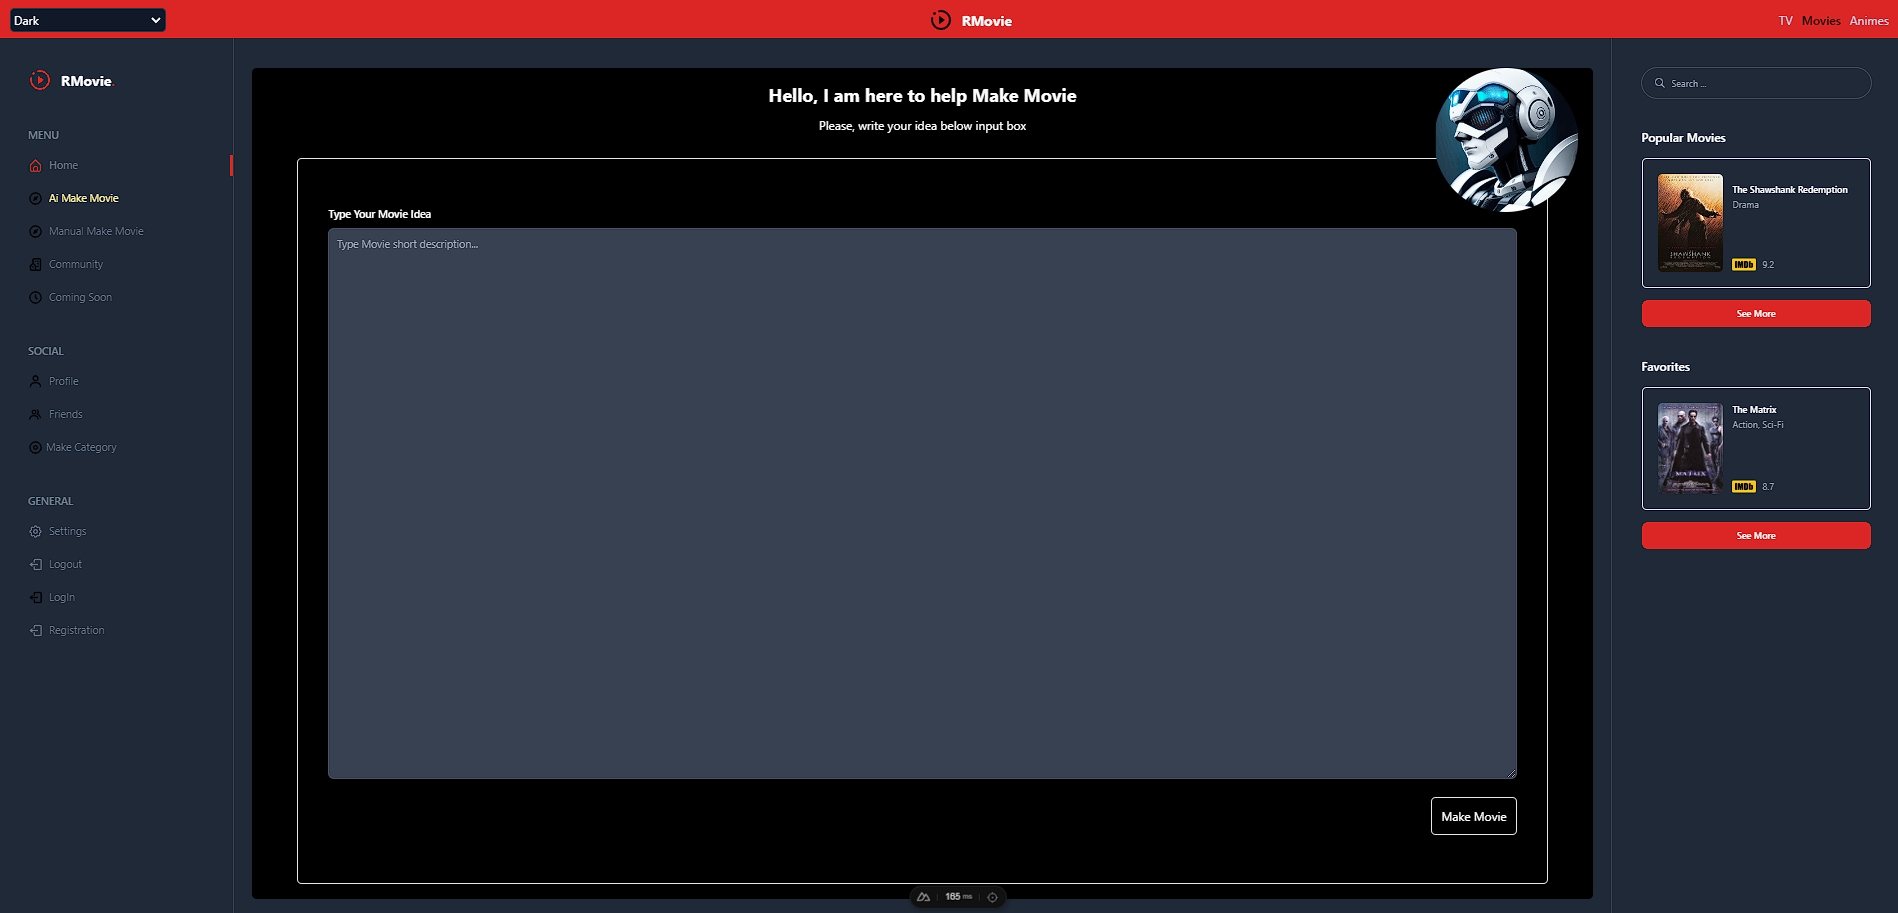 Dark
RMovie
TV Movies Animes
RMovie.
MENU
Home
Ai Make Movie
Manual Make Movie
Community
Coming Soon
SOCIAL
Profile
Friends
Make Category
GENERAL
Settings
Logout
LogIn
Registration
Hello, I am here to help Make Movie
Please, write your idea below input box
Type Your Movie Idea
Type Movie short description...
Make Movie
165 ms
Search ...
Popular Movies
The Shawshank Redemption
Drama
SHAWSHANK
IMDb 9.2
See More
Favorites
The Matrix
Action, Sci-Fi
MATRIX
IMDb 8.7
See More